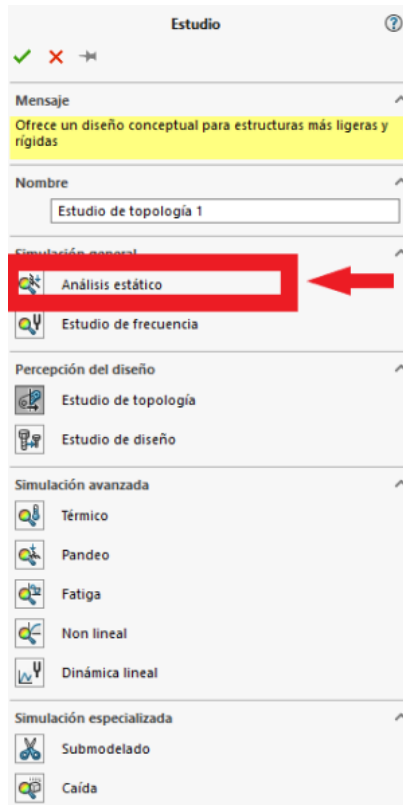 Estudio
Mensaje
Ofrece un diseño conceptual para estructuras más ligeras y
rígidas
Nombre
Estudio de topología 1
Simulación general
Análisis estático
Estudio de frecuencia
Percepción del diseño
Estudio de topología
Estudio de diseño
Simulación avanzada
Térmico
Pandeo
Fatiga
Non lineal
Dinámica lineal
Simulación especializada
Submodelado
Caída